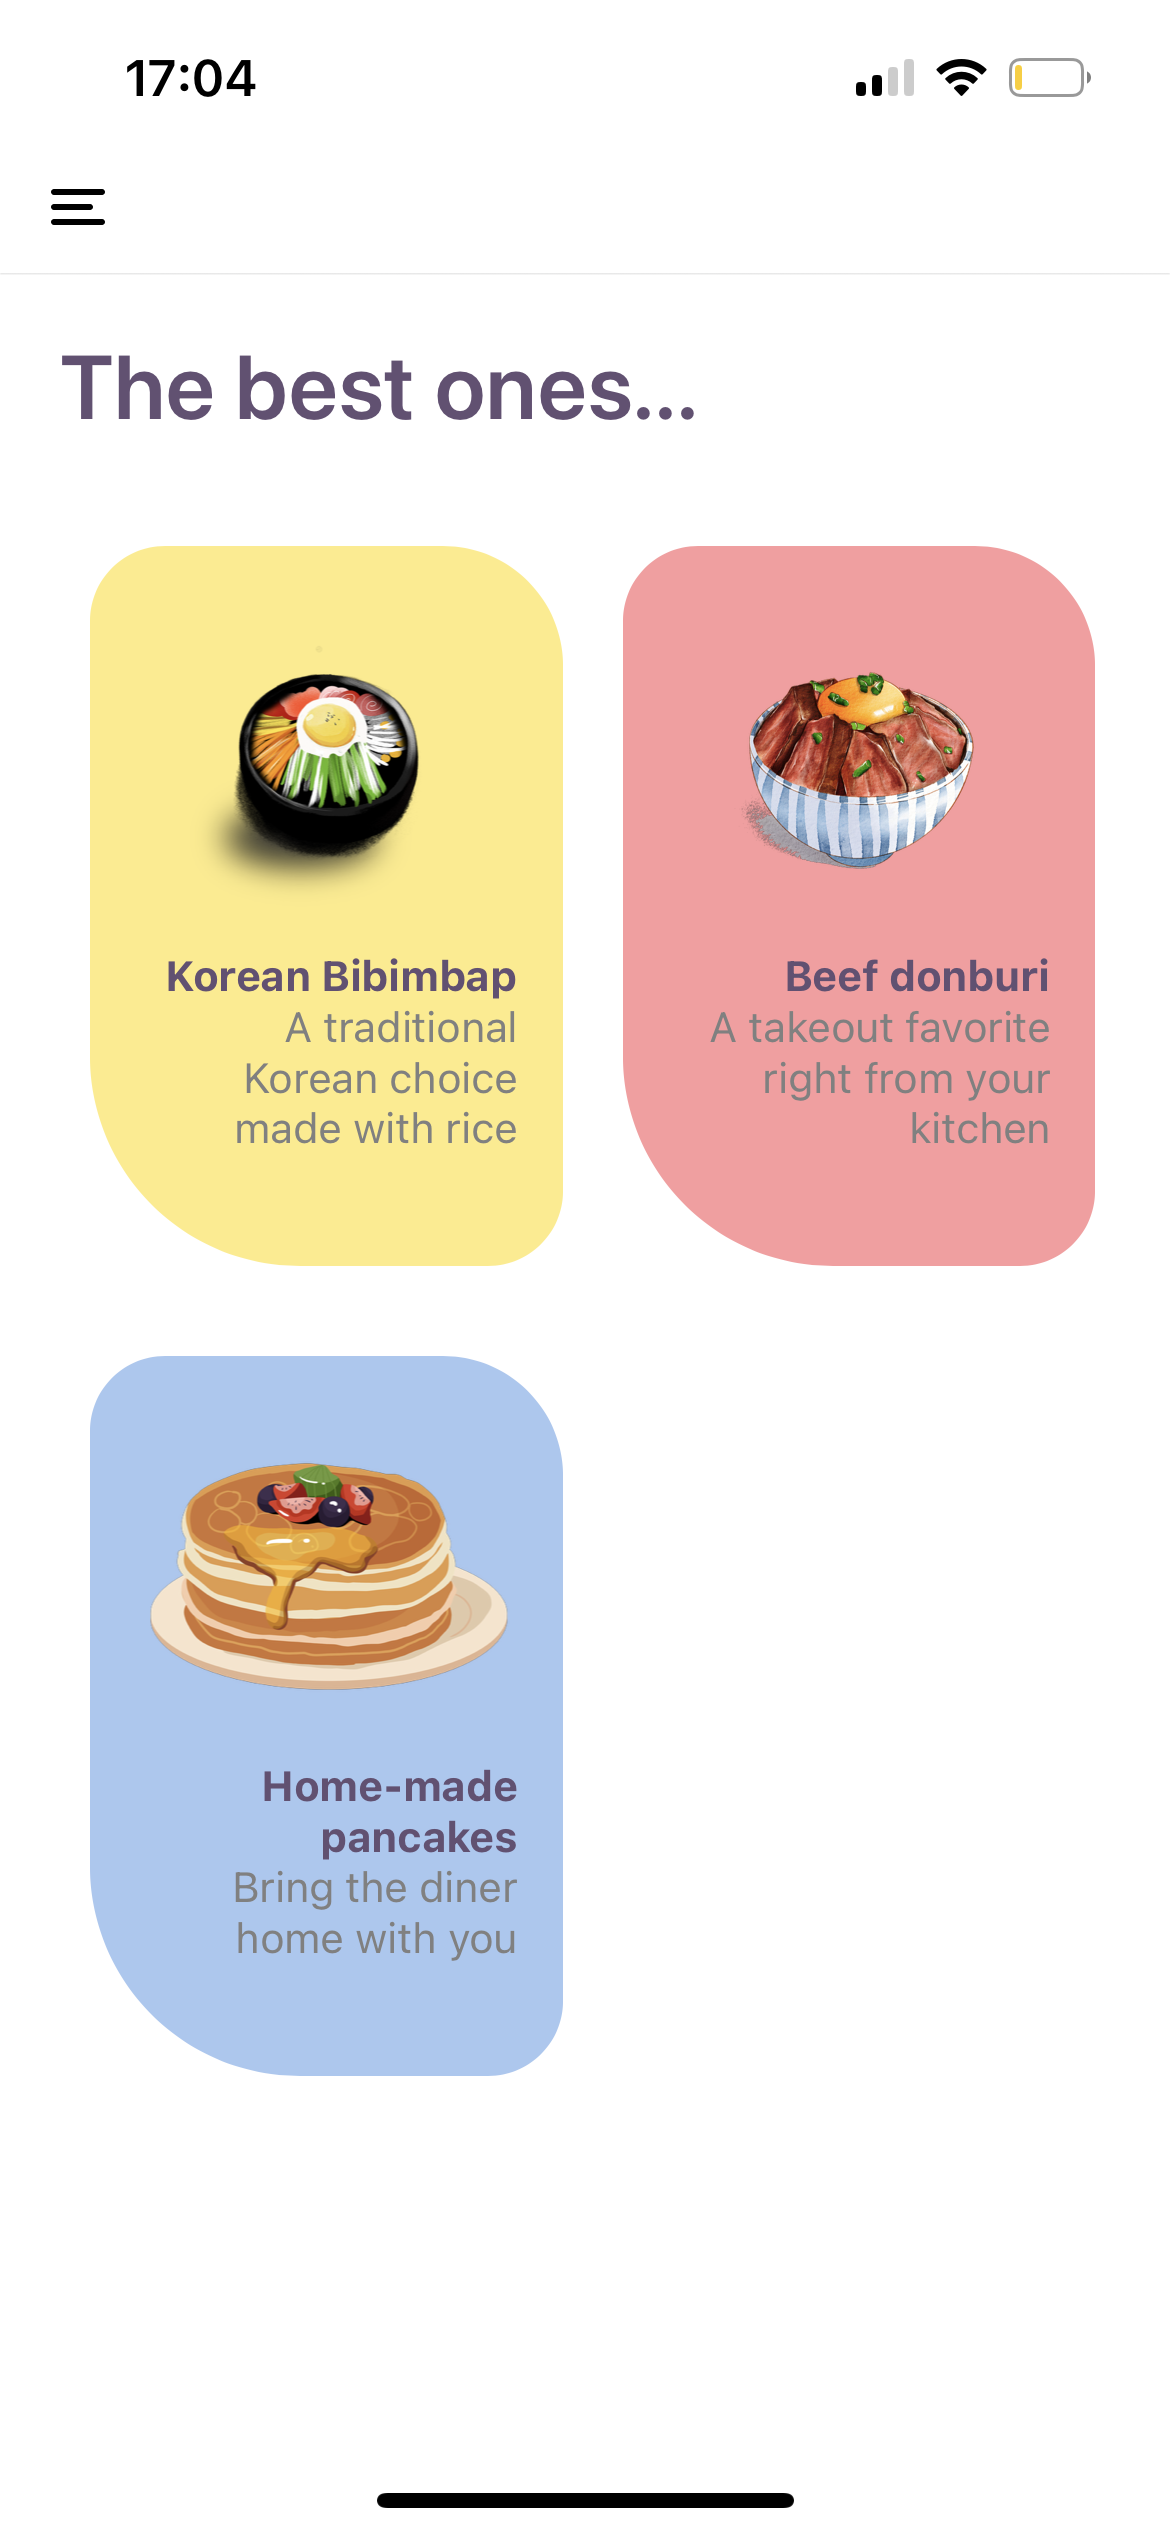 17:04
The best ones...
Korean Bibimbap
A traditional
Korean choice
made with rice
Beef donburi
A takeout favorite
right from your
kitchen
Home-made
pancakes
Bring the diner
home with you